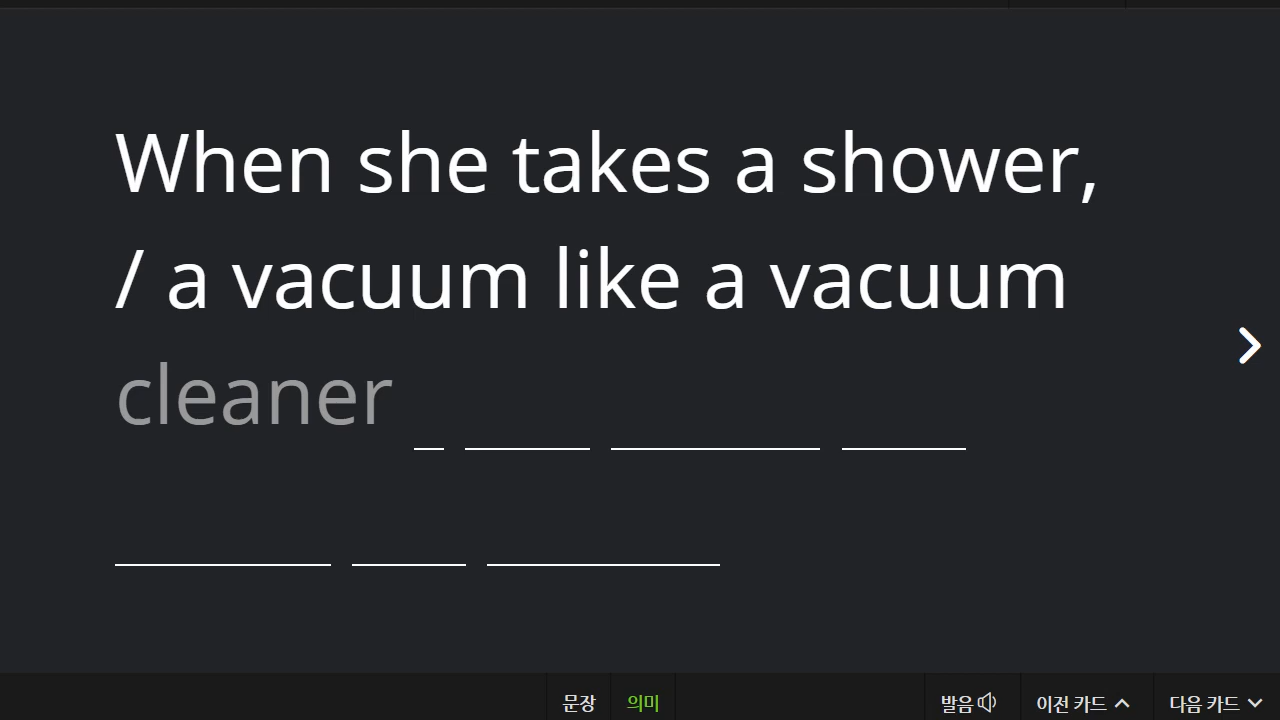 When she takes a shower,
/ a vacuum like a vacuum
cleaner
문장 의미 발음 이전 카드 다음 카드